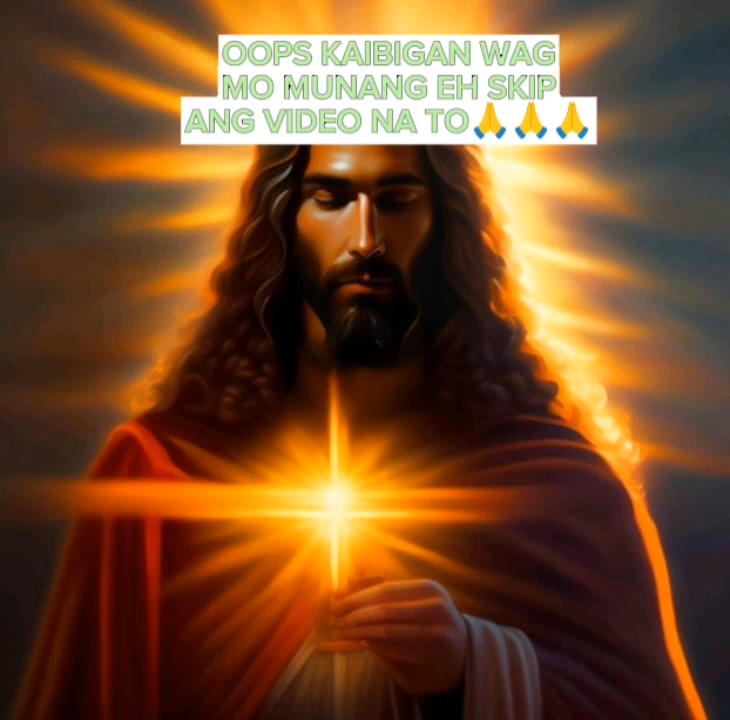 OOPS KAIBIGAN WAG
MO MUNANG EH SKIP
ANG VIDEO NA TO🙏🙏🙏